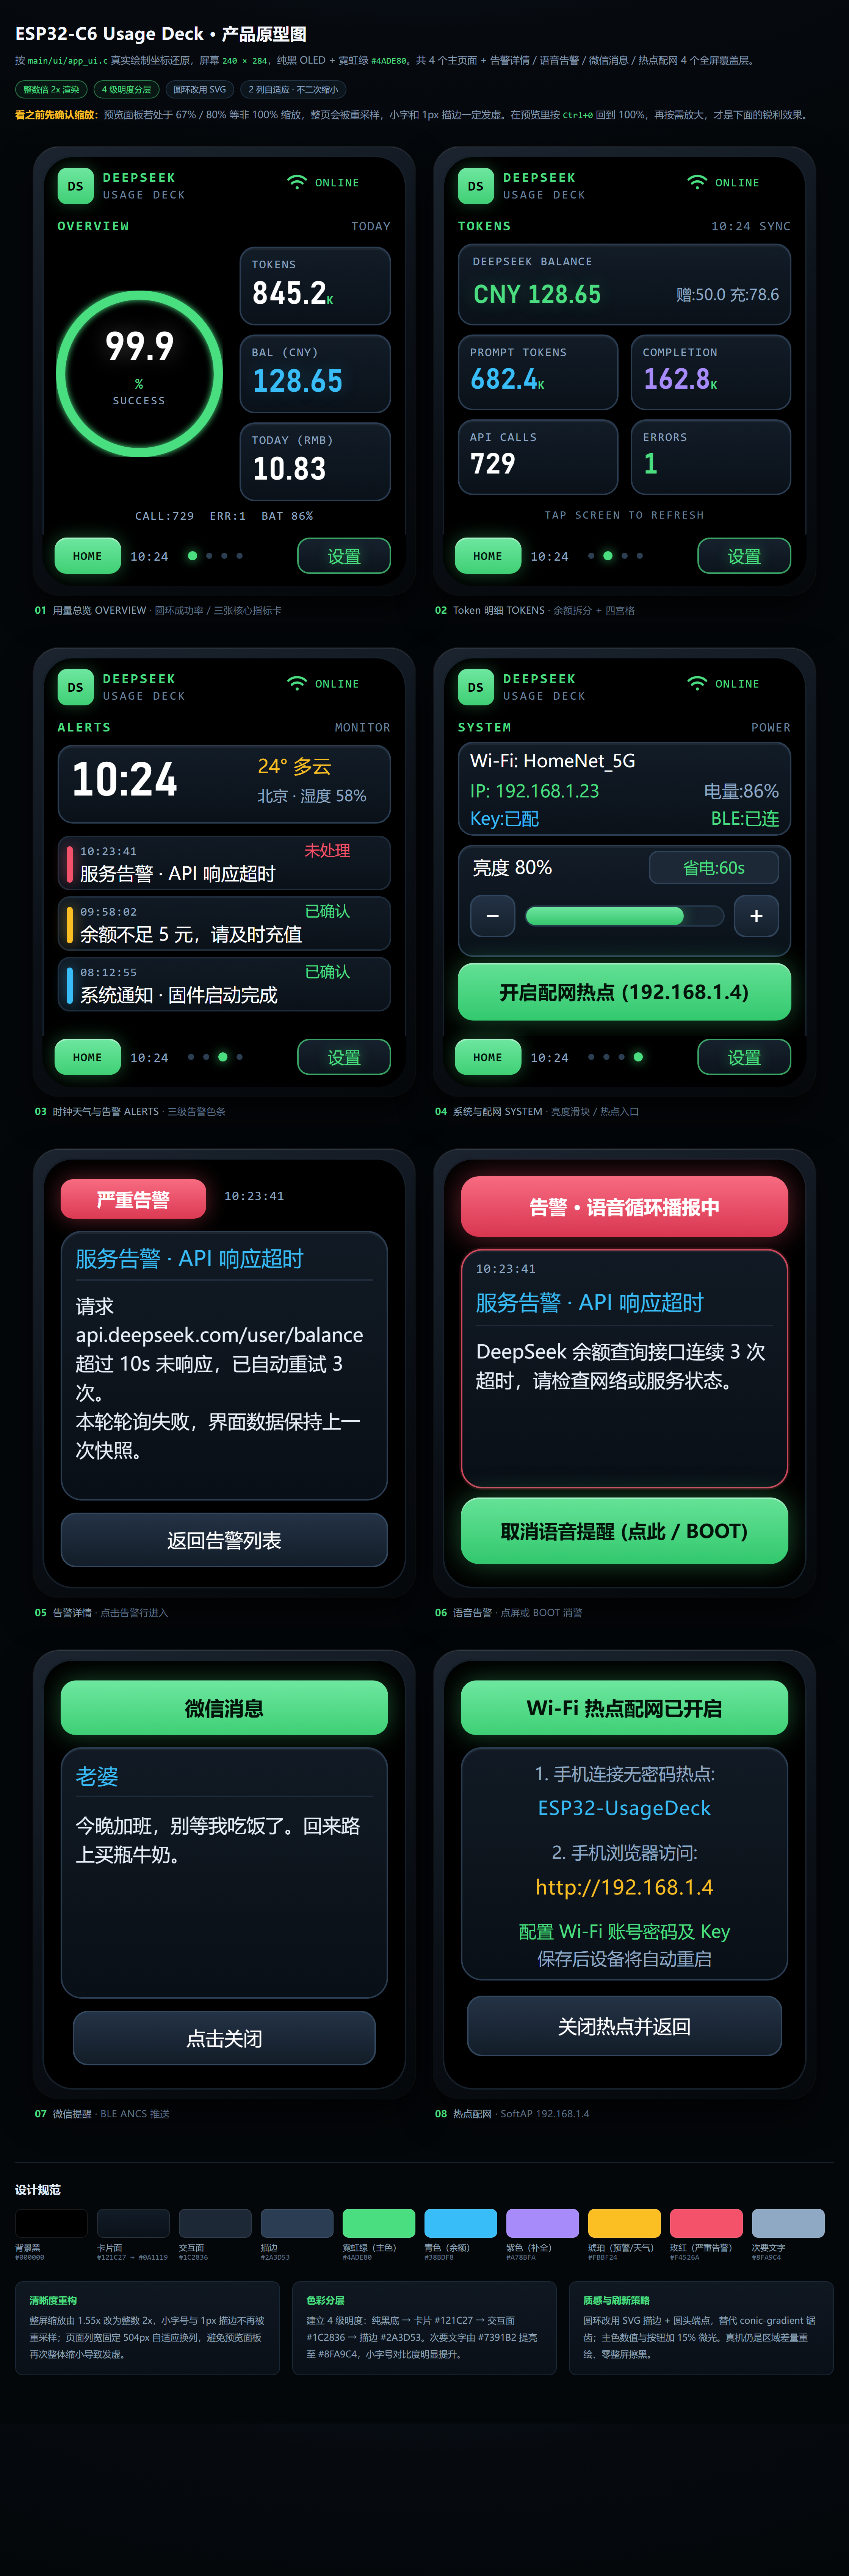 ESP32-C6 Usage Deck • 产品原型图
按 main/ui/app_ui.c 真实绘制坐标还原，屏幕 240 × 284，纯黑 OLED + 霓虹绿 #4ADE80。共 4 个主页面 + 告警详情 / 语音告警 / 微信消息 / 热点配网 4 个全屏覆盖层。
整数倍 2x 渲染
4 级明度分层
圆环改用 SVG
2 列自适应 · 不二次缩小
看之前先确认缩放：预览面板若处于 67% / 80% 等非 100% 缩放，整页会被重采样，小字和 1px 描边一定发虚。在预览里按 Ctrl+0 回到 100%，再按需放大，才是下面的锐利效果。
DS
DEEPSEEK
USAGE DECK
ONLINE
OVERVIEW
TODAY
99.9
%
SUCCESS
TOKENS
845.2K
BAL (CNY)
128.65
TODAY (RMB)
10.83
CALL:729 ERR:1 BAT 86%
HOME
10:24
设置
01 用量总览 OVERVIEW · 圆环成功率 / 三张核心指标卡
DS
DEEPSEEK
USAGE DECK
ONLINE
TOKENS
10:24 SYNC
DEEPSEEK BALANCE
CNY 128.65
赠:50.0 充:78.6
PROMPT TOKENS
682.4K
COMPLETION
162.8K
API CALLS
729
ERRORS
1
TAP SCREEN TO REFRESH
HOME
10:24
设置
02 Token 明细 TOKENS · 余额拆分 + 四宫格
DS
DEEPSEEK
USAGE DECK
ONLINE
ALERTS
MONITOR
10:24
24° 多云
北京 · 湿度 58%
10:23:41
未处理
服务告警 · API 响应超时
09:58:02
已确认
余额不足 5 元，请及时充值
08:12:55
已确认
系统通知 · 固件启动完成
HOME
10:24
设置
03 时钟天气与告警 ALERTS · 三级告警色条
DS
DEEPSEEK
USAGE DECK
ONLINE
SYSTEM
POWER
Wi-Fi: HomeNet_5G
IP: 192.168.1.23
电量:86%
Key:已配
BLE:已连
亮度 80%
省电:60s
−
+
开启配网热点 (192.168.1.4)
HOME
10:24
设置
04 系统与配网 SYSTEM · 亮度滑块 / 热点入口
严重告警
10:23:41
服务告警 · API 响应超时
请求
api.deepseek.com/user/balance
超过 10s 未响应，已自动重试 3
次。
本轮轮询失败，界面数据保持上一
次快照。
返回告警列表
05 告警详情 · 点击告警行进入
告警 • 语音循环播报中
10:23:41
服务告警 · API 响应超时
DeepSeek 余额查询接口连续 3 次
超时，请检查网络或服务状态。
取消语音提醒 (点此 / BOOT)
06 语音告警 · 点屏或 BOOT 消警
微信消息
老婆
今晚加班，别等我吃饭了。回来路
上买瓶牛奶。
点击关闭
07 微信提醒 · BLE ANCS 推送
Wi-Fi 热点配网已开启
1. 手机连接无密码热点:
ESP32-UsageDeck
2. 手机浏览器访问:
http://192.168.1.4
配置 Wi-Fi 账号密码及 Key
保存后设备将自动重启
关闭热点并返回
08 热点配网 · SoftAP 192.168.1.4
设计规范
背景黑
#000000
卡片面
#121C27 → #0A1119
交互面
#1C2836
描边
#2A3D53
霓虹绿（主色）
#4ADE80
青色（余额）
#38BDF8
紫色（补全）
#A78BFA
琥珀（预警/天气）
#FBBF24
玫红（严重告警）
#F4526A
次要文字
#8FA9C4
清晰度重构
整屏缩放由 1.55x 改为整数 2x，小字号与 1px 描边不再被
重采样；页面列宽固定 504px 自适应换列，避免预览面板
再次整体缩小导致发虚。
色彩分层
建立 4 级明度：纯黑底 → 卡片 #121C27 → 交互面
#1C2836 → 描边 #2A3D53。次要文字由 #7391B2 提亮
至 #8FA9C4，小字号对比度明显提升。
质感与刷新策略
圆环改用 SVG 描边 + 圆头端点，替代 conic-gradient 锯
齿；主色数值与按钮加 15% 微光。真机仍是区域差量重
绘、零整屏擦黑。